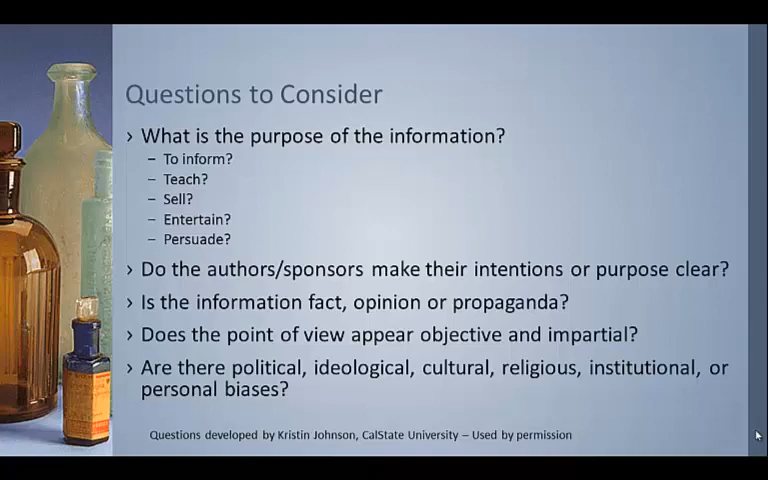 Questions to Consider
› What is the purpose of the information?
– To inform?
– Teach?
– Sell?
– Entertain?
– Persuade?
› Do the authors/sponsors make their intentions or purpose clear?
› Is the information fact, opinion or propaganda?
› Does the point of view appear objective and impartial?
› Are there political, ideological, cultural, religious, institutional, or
personal biases?
Questions developed by Kristin Johnson, CalState University – Used by permission